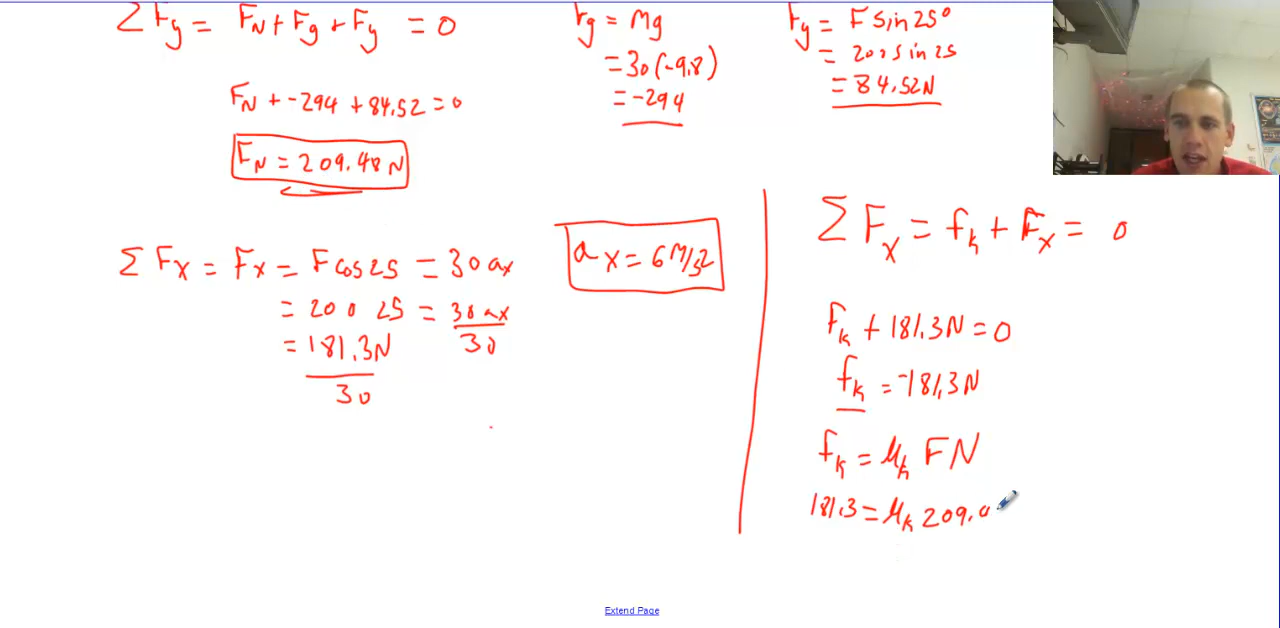 ΣFy = FN + Fg + Fy = 0
FN + -294 + 84.52 = 0
FN = 209.48 N
Fg = Mg
= 30(-9.8)
= -294
Fy = F sin 25°
= 200 sin 25
= 84.52N
ΣFx = Fx = F cos 25 = 30 ax
= 200 25 = 30 ax
30
= 181.3N
30
ax = 6 M/s2
ΣFx = fk + Fx = 0
fk + 181.3N = 0
fk = -181.3N
fk = μk FN
181.3 = μk 209.
Extend Page